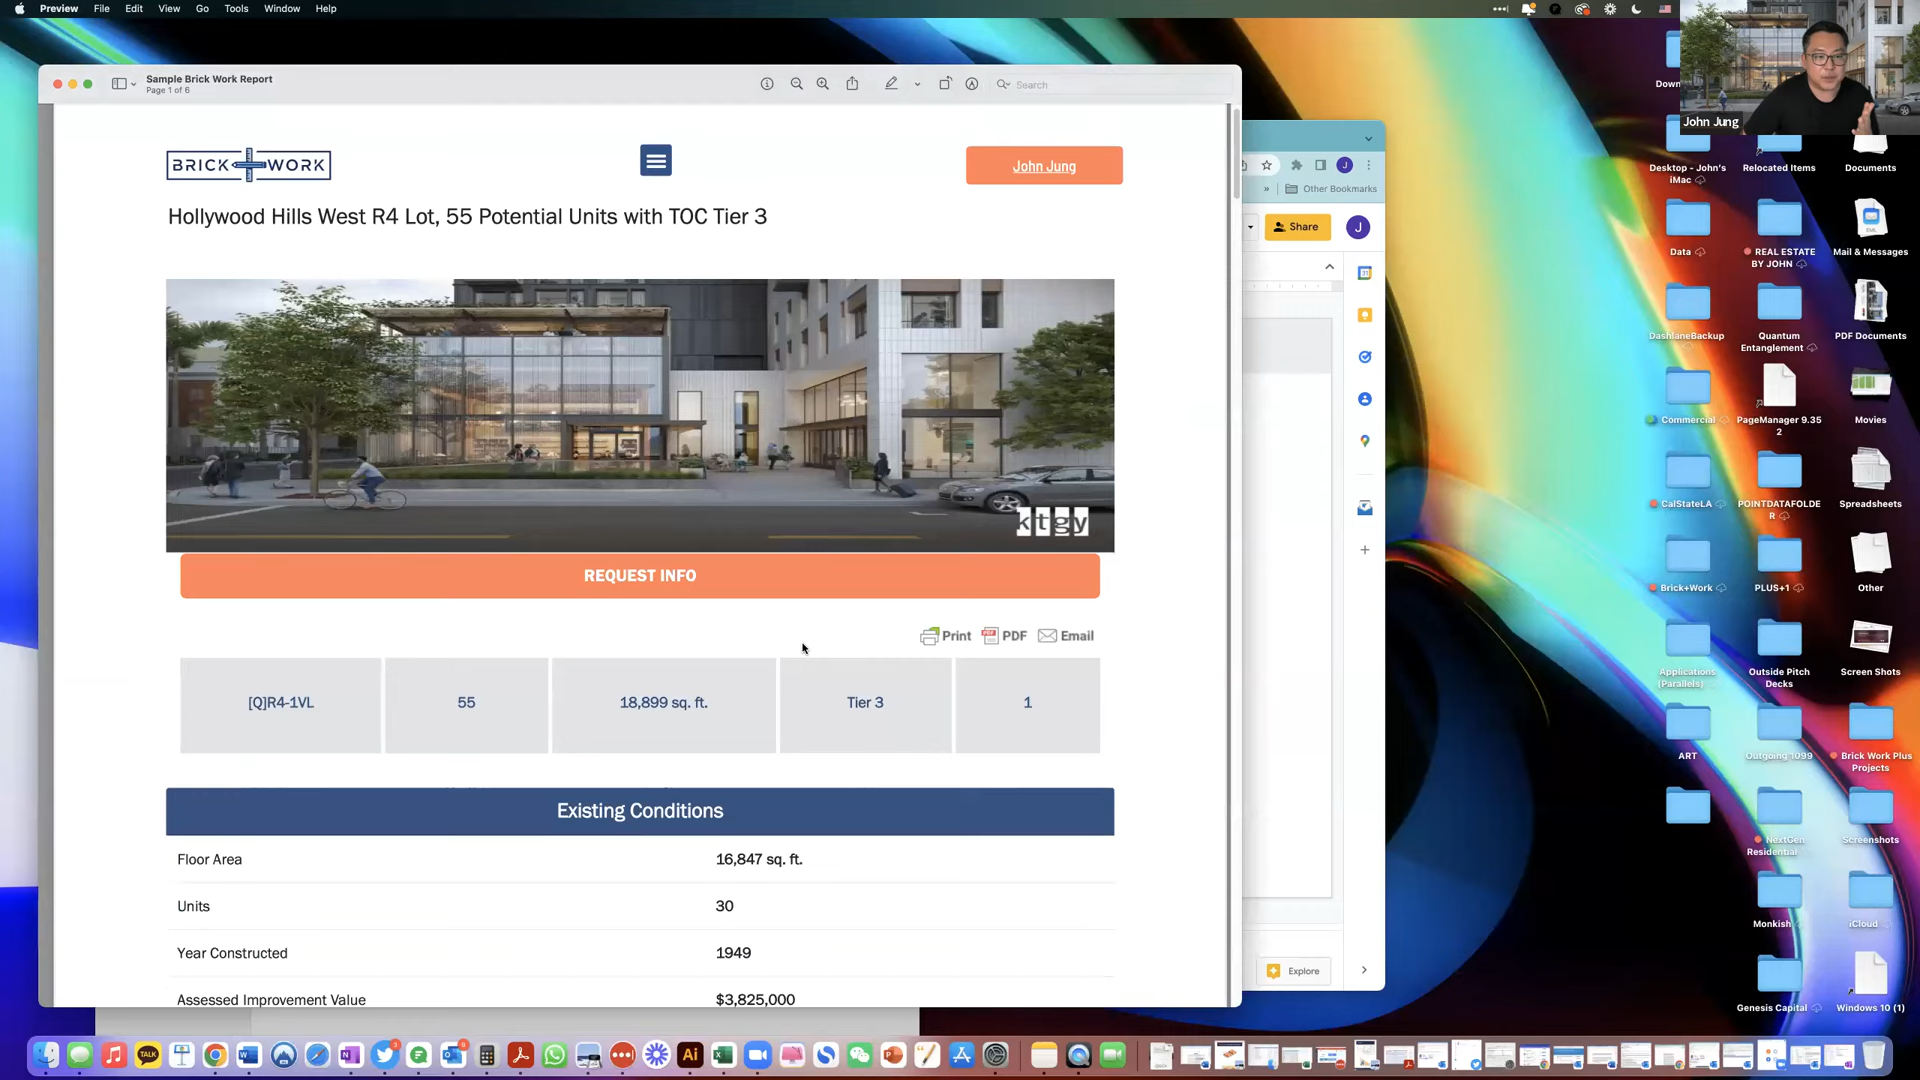 Preview File Edit View Go Tools Window Help
Sample Brick Work Report
Page 1 of 6
Search
BRICK WORK
John Jung
Hollywood Hills West R4 Lot, 55 Potential Units with TOC Tier 3
ktgy
REQUEST INFO
Print PDF Email
[Q]R4-1VL 55 18,899 sq. ft. Tier 3 1
Existing Conditions
Floor Area 16,847 sq. ft.
Units 30
Year Constructed 1949
Assessed Improvement Value $3,825,000
J
» Other Bookmarks
Share J
Explore
John Jung
Down
Desktop - John's iMac
Relocated Items
Documents
Data
REAL ESTATE BY JOHN
Mail & Messages
DashlaneBackup
Quantum Entanglement
PDF Documents
Commercial
PageManager 9.35 2
Movies
CalStateLA
POINTDATAFOLDE R
Spreadsheets
Brick+Work
PLUS+1
Other
Applications (Parallels)
Outside Pitch Decks
Screen Shots
ART
Outgoing 1099
Brick Work Plus Projects
NextGen Residential
Screenshots
Monkish
iCloud
Genesis Capital
Windows 10 (1)
TALK
W
N
Ai
X
P